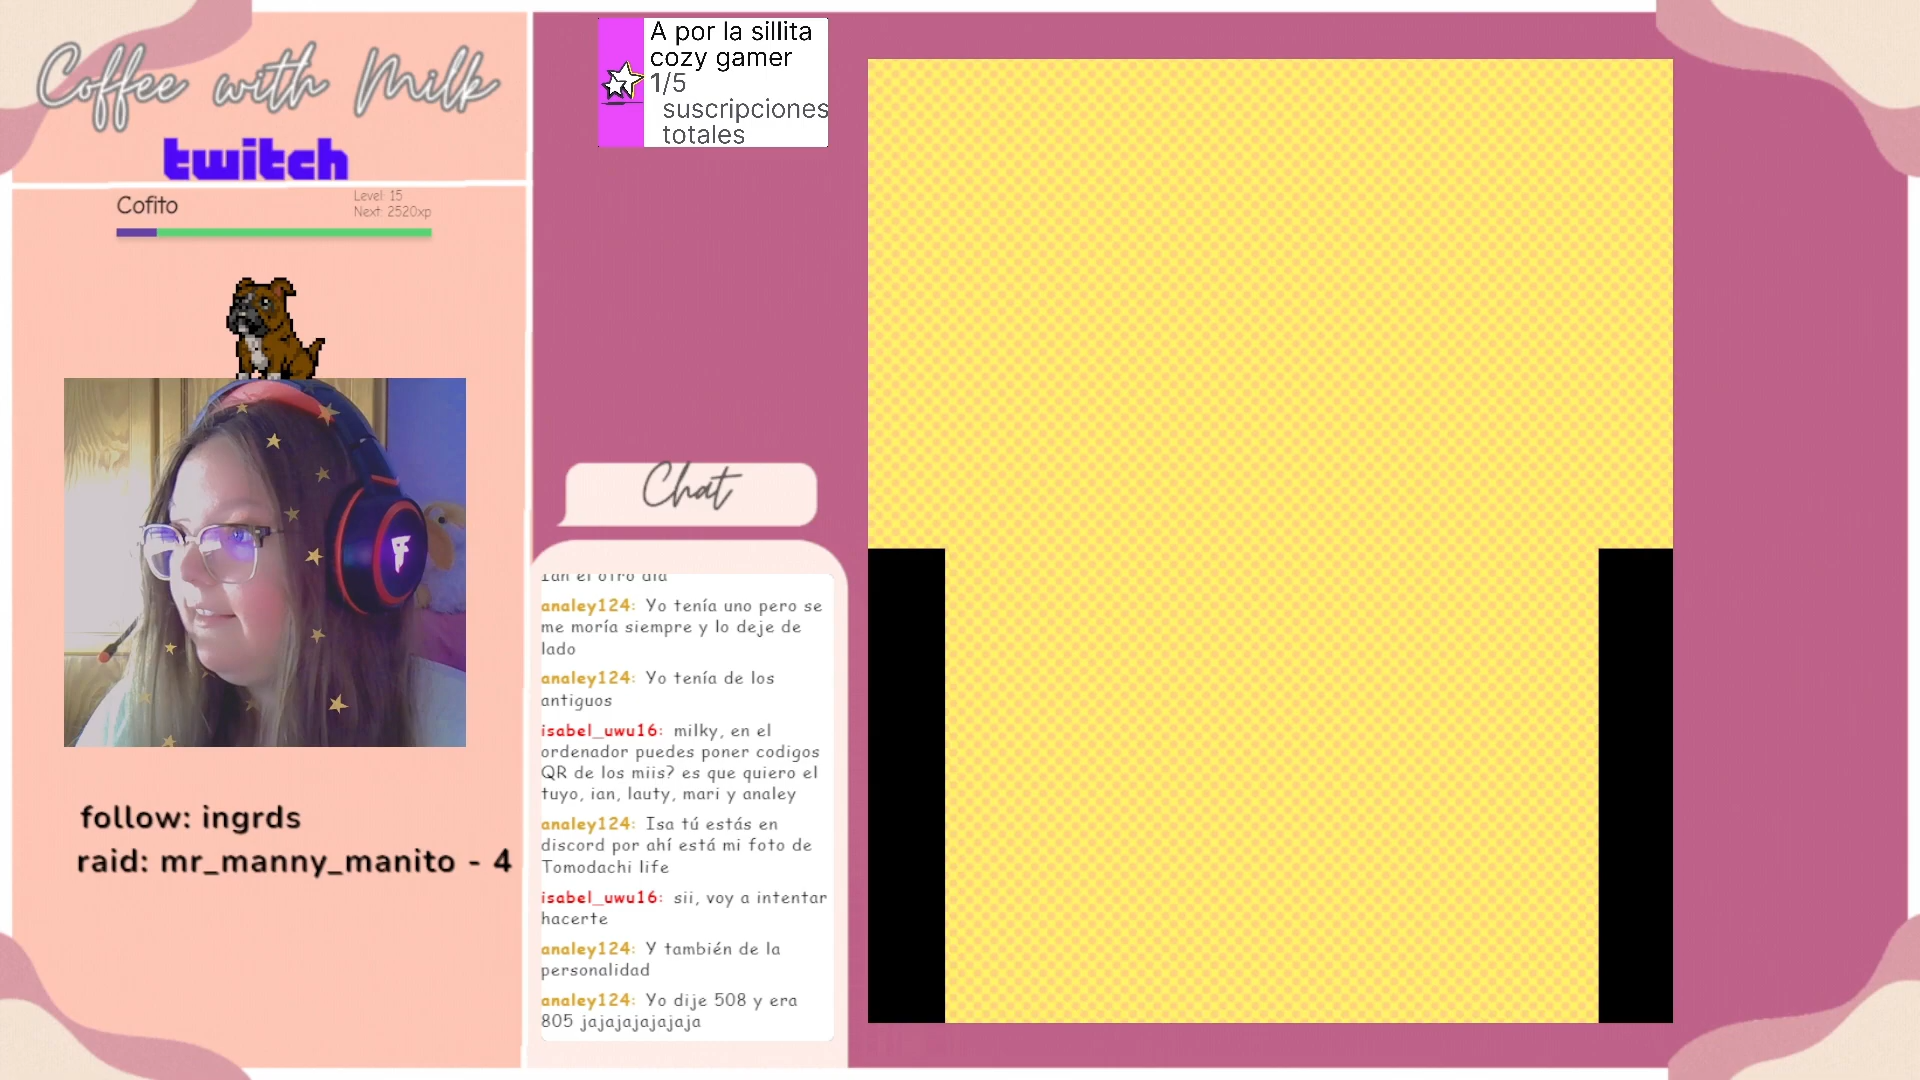 Coffee with Milk
twitch
Cofito
Level: 15
Next: 2520xp
follow: ingrds
raid: mr_manny_manito - 4
A por la sillita
cozy gamer
1/5
suscripciones
totales
Chat
Ian el otro día
analey124: Yo tenía uno pero se
me moría siempre y lo deje de
lado
analey124: Yo tenía de los
antiguos
isabel_uwu16: milky, en el
ordenador puedes poner codigos
QR de los miis? es que quiero el
tuyo, ian, lauty, mari y analey
analey124: Isa tú estás en
discord por ahí está mi foto de
Tomodachi life
isabel_uwu16: sii, voy a intentar
hacerte
analey124: Y también de la
personalidad
analey124: Yo dije 508 y era
805 jajajajajajaja